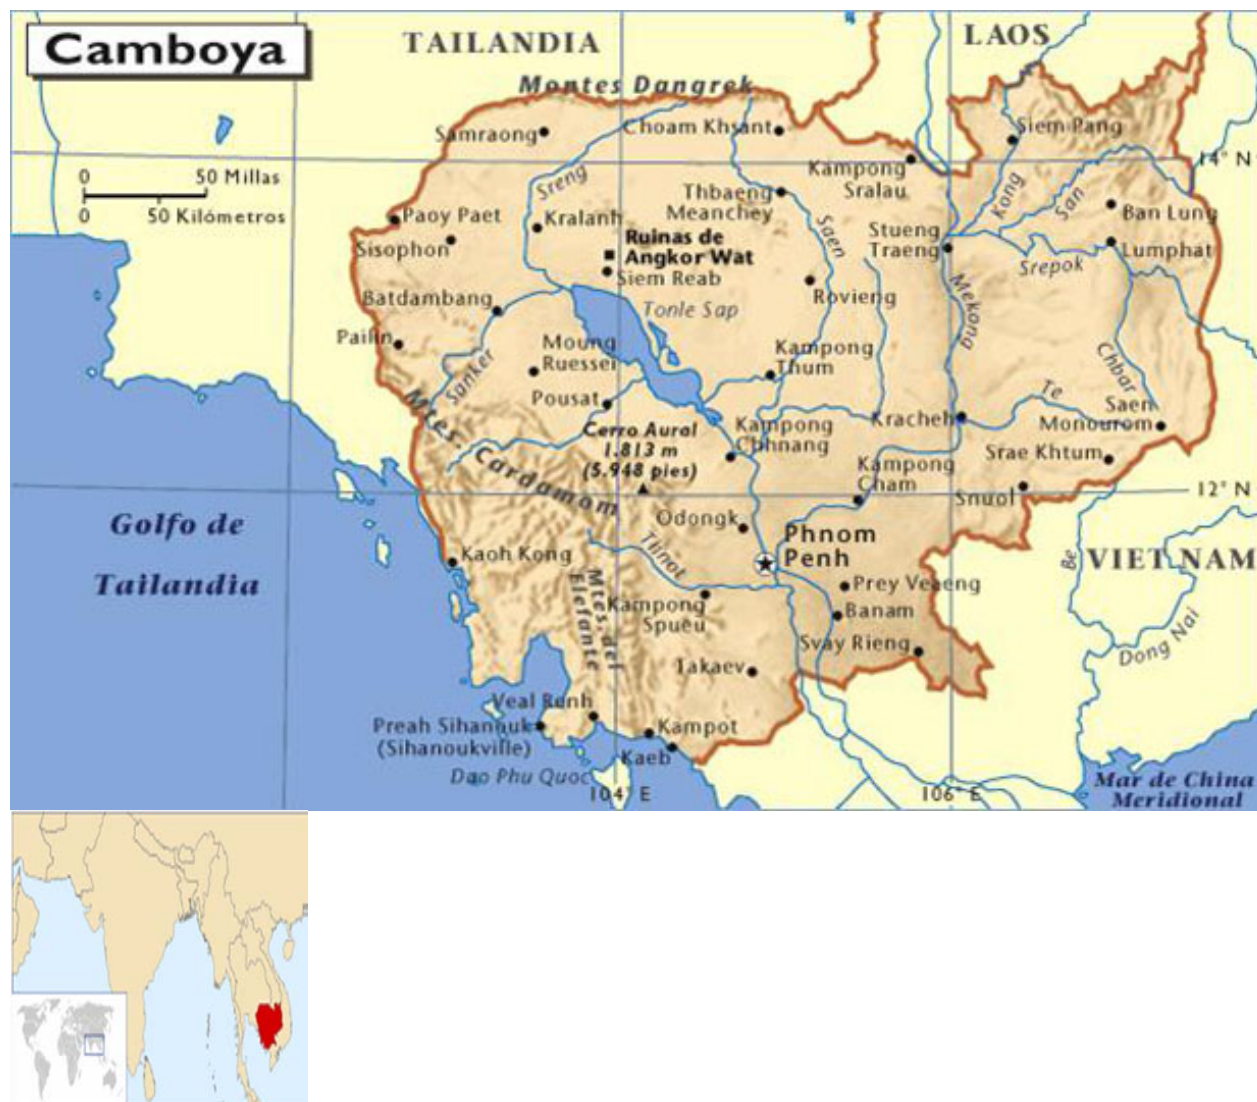 Camboya
TAILANDIA
LAOS
Montes Dangrek
Samraong
Choam Khsant
Siem Pang
14° N
0 50 Millas
0 50 Kilómetros
Kampong
Sralau
Sreng
Thbaeng
Meanchey
Kong
San
Paoy Paet
Kralanh
Ban Lung
Sisophon
Ruinas de
Angkor Wat
Saen
Stueng
Traeng
Lumphat
Siem Reab
Srepok
Batdambang
Tonle Sap
Rovieng
Mekong
Pailin
Moung
Ruessei
Kampong
Thum
Sanker
Chbar
Te
Pousat
Saen
Monourom
Mtes. Cardamom
Cerro Aural
1.813 m
(5.948 pies)
Kampong
Chhnang
Kracheh
Srae Khtum
Kampong
Cham
Snuol
12° N
Golfo de
Tailandia
Odongk
Phnom
Penh
Thnot
Kaoh Kong
Be
VIET NAM
Mtes. del
Elefante
Kampong
Spueu
Prey Veaeng
Banam
Svay Rieng
Dong Nai
Takaev
Veal Renh
Preah Sihanouk
(Sihanoukville)
Kampot
Kaeb
Dao Phu Quoc
104° E
106° E
Mar de China
Meridional